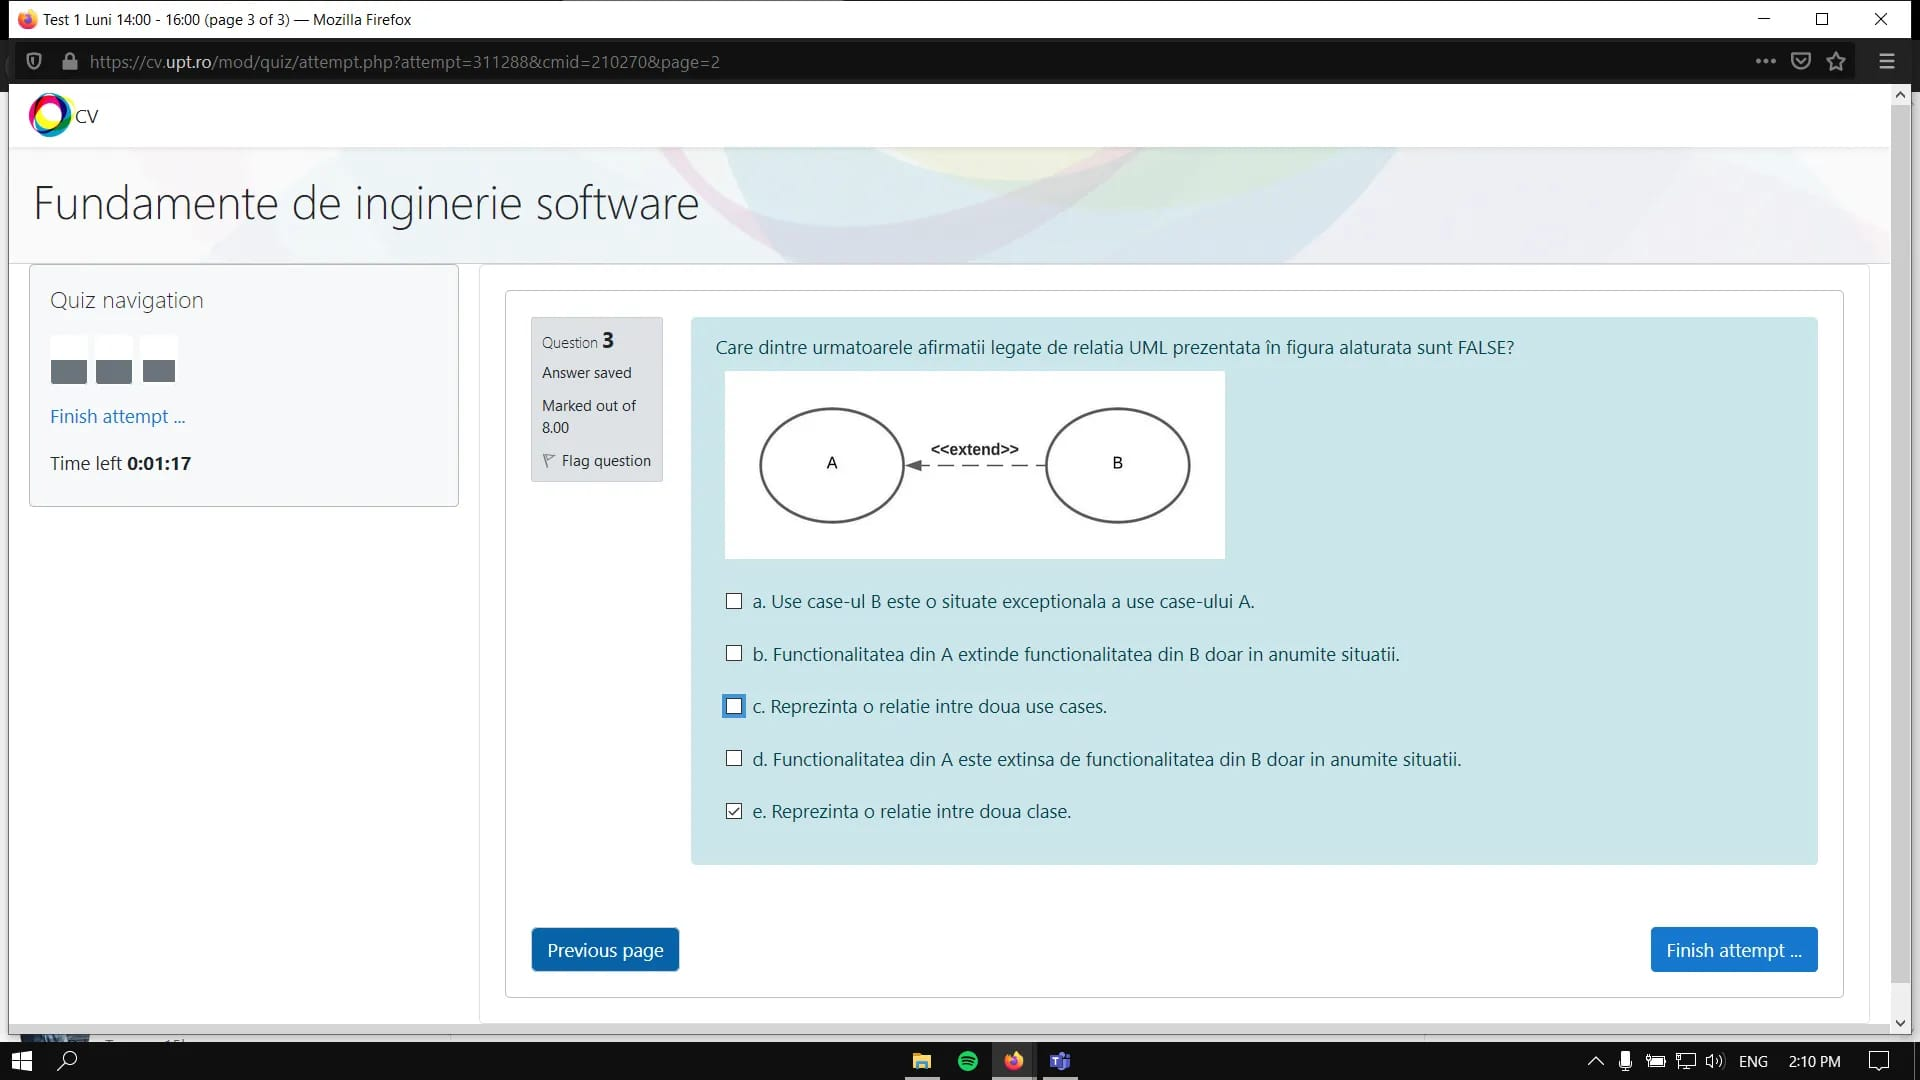 Test 1 Luni 14:00 - 16:00 (page 3 of 3) — Mozilla Firefox
https://cv.upt.ro/mod/quiz/attempt.php?attempt=311288&cmid=210270&page=2
CV
Fundamente de inginerie software
Quiz navigation
Finish attempt ...
Time left 0:01:17
Question 3
Answer saved
Marked out of
8.00
Flag question
Care dintre urmatoarele afirmatii legate de relatia UML prezentata în figura alaturata sunt FALSE?
A
<<extend>>
B
a. Use case-ul B este o situate exceptionala a use case-ului A.
b. Functionalitatea din A extinde functionalitatea din B doar in anumite situatii.
c. Reprezinta o relatie intre doua use cases.
d. Functionalitatea din A este extinsa de functionalitatea din B doar in anumite situatii.
e. Reprezinta o relatie intre doua clase.
Previous page
Finish attempt ...
ENG
2:10 PM